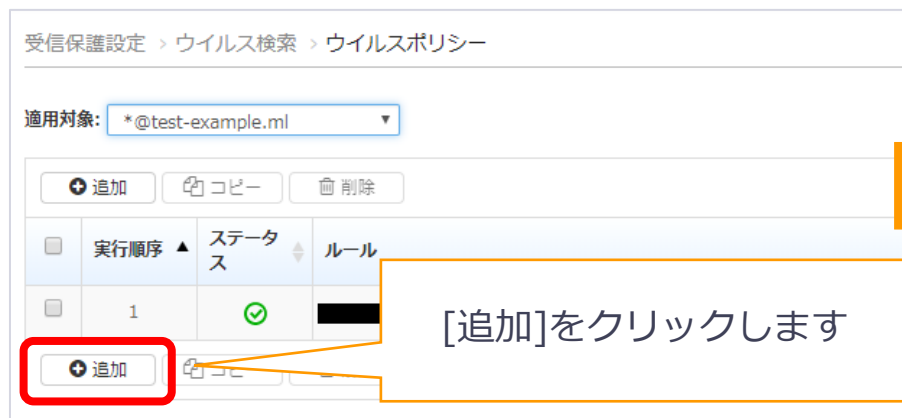 受信保護設定 > ウイルス検索 > ウイルスポリシー
適用対象: *@test-example.ml
追加 コピー 削除
実行順序 ▲ ステータス ルール
1
[追加]をクリックします
追加